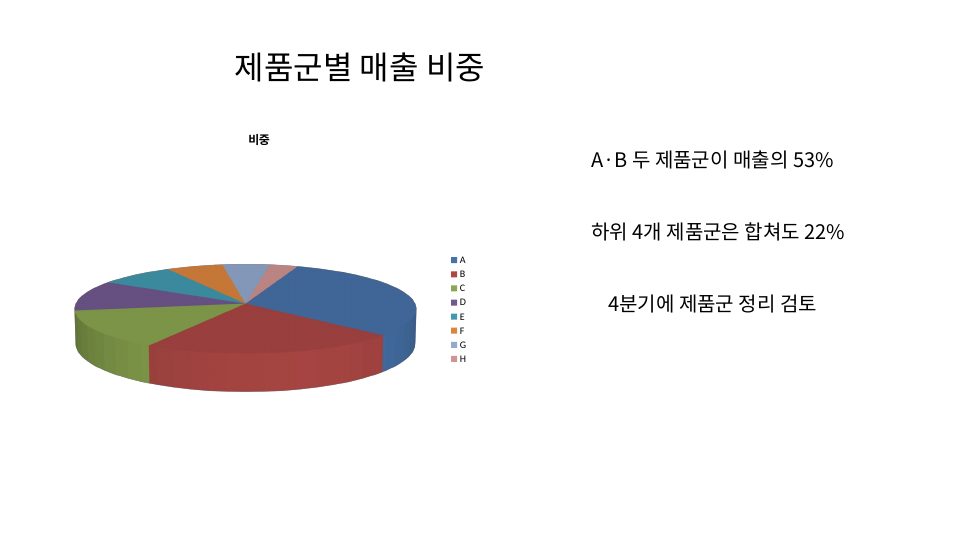 제품군별 매출 비중
비중
A
B
C
D
E
F
G
H
A·B 두 제품군이 매출의 53%
하위 4개 제품군은 합쳐도 22%
4분기에 제품군 정리 검토